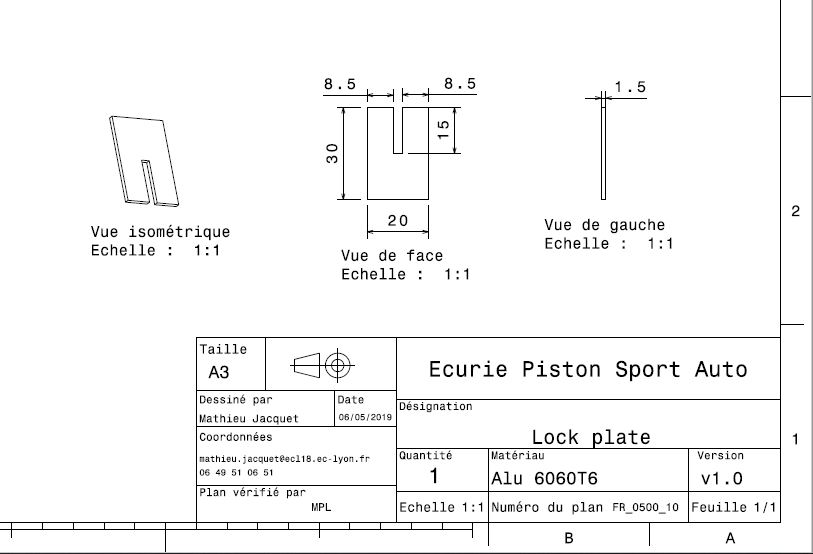 8.5
8.5
30
15
20
1.5
Vue isométrique
Echelle : 1:1
Vue de face
Echelle : 1:1
Vue de gauche
Echelle : 1:1
2
1
Taille
A3
Ecurie Piston Sport Auto
Dessiné par
Mathieu Jacquet
Date
06/05/2019
Désignation
Lock plate
Coordonnées
mathieu.jacquet@ecl18.ec-lyon.fr
06 49 51 06 51
Quantité
1
Matériau
Alu 6060T6
Version
v1.0
Plan vérifié par
MPL
Echelle 1:1
Numéro du plan FR_0500_10
Feuille 1/1
B
A